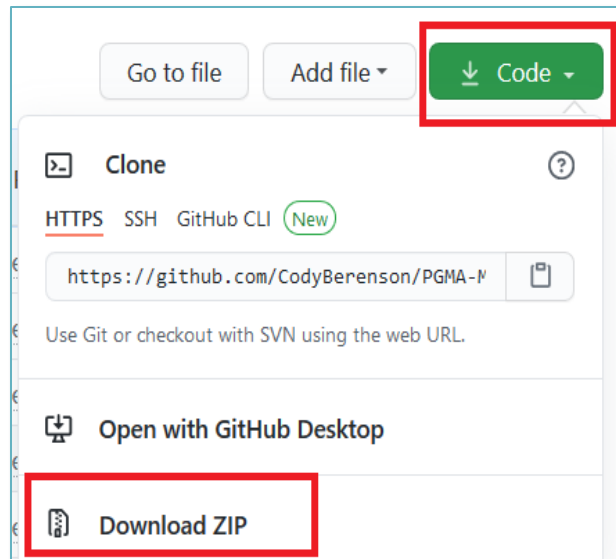 Go to file Add file Code
Clone
HTTPS SSH GitHub CLI New
https://github.com/CodyBerenson/PGMA-M
Use Git or checkout with SVN using the web URL.
Open with GitHub Desktop
Download ZIP